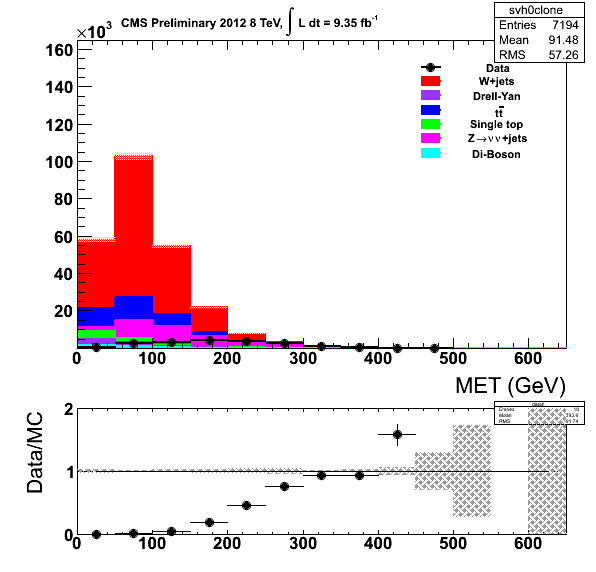 ×10³
CMS Preliminary 2012 8 TeV, ∫ L dt = 9.35 fb⁻¹
svh0clone
Entries 7194
Mean 91.48
RMS 57.26
160
140
120
100
80
60
40
20
Data
W+jets
Drell-Yan
tt̅
Single top
Z→νν+jets
Di-Boson
0 100 200 300 400 500 600
MET (GeV)
Data/MC
2
1
0
Entries
Mean
RMS
0 100 200 300 400 500 600